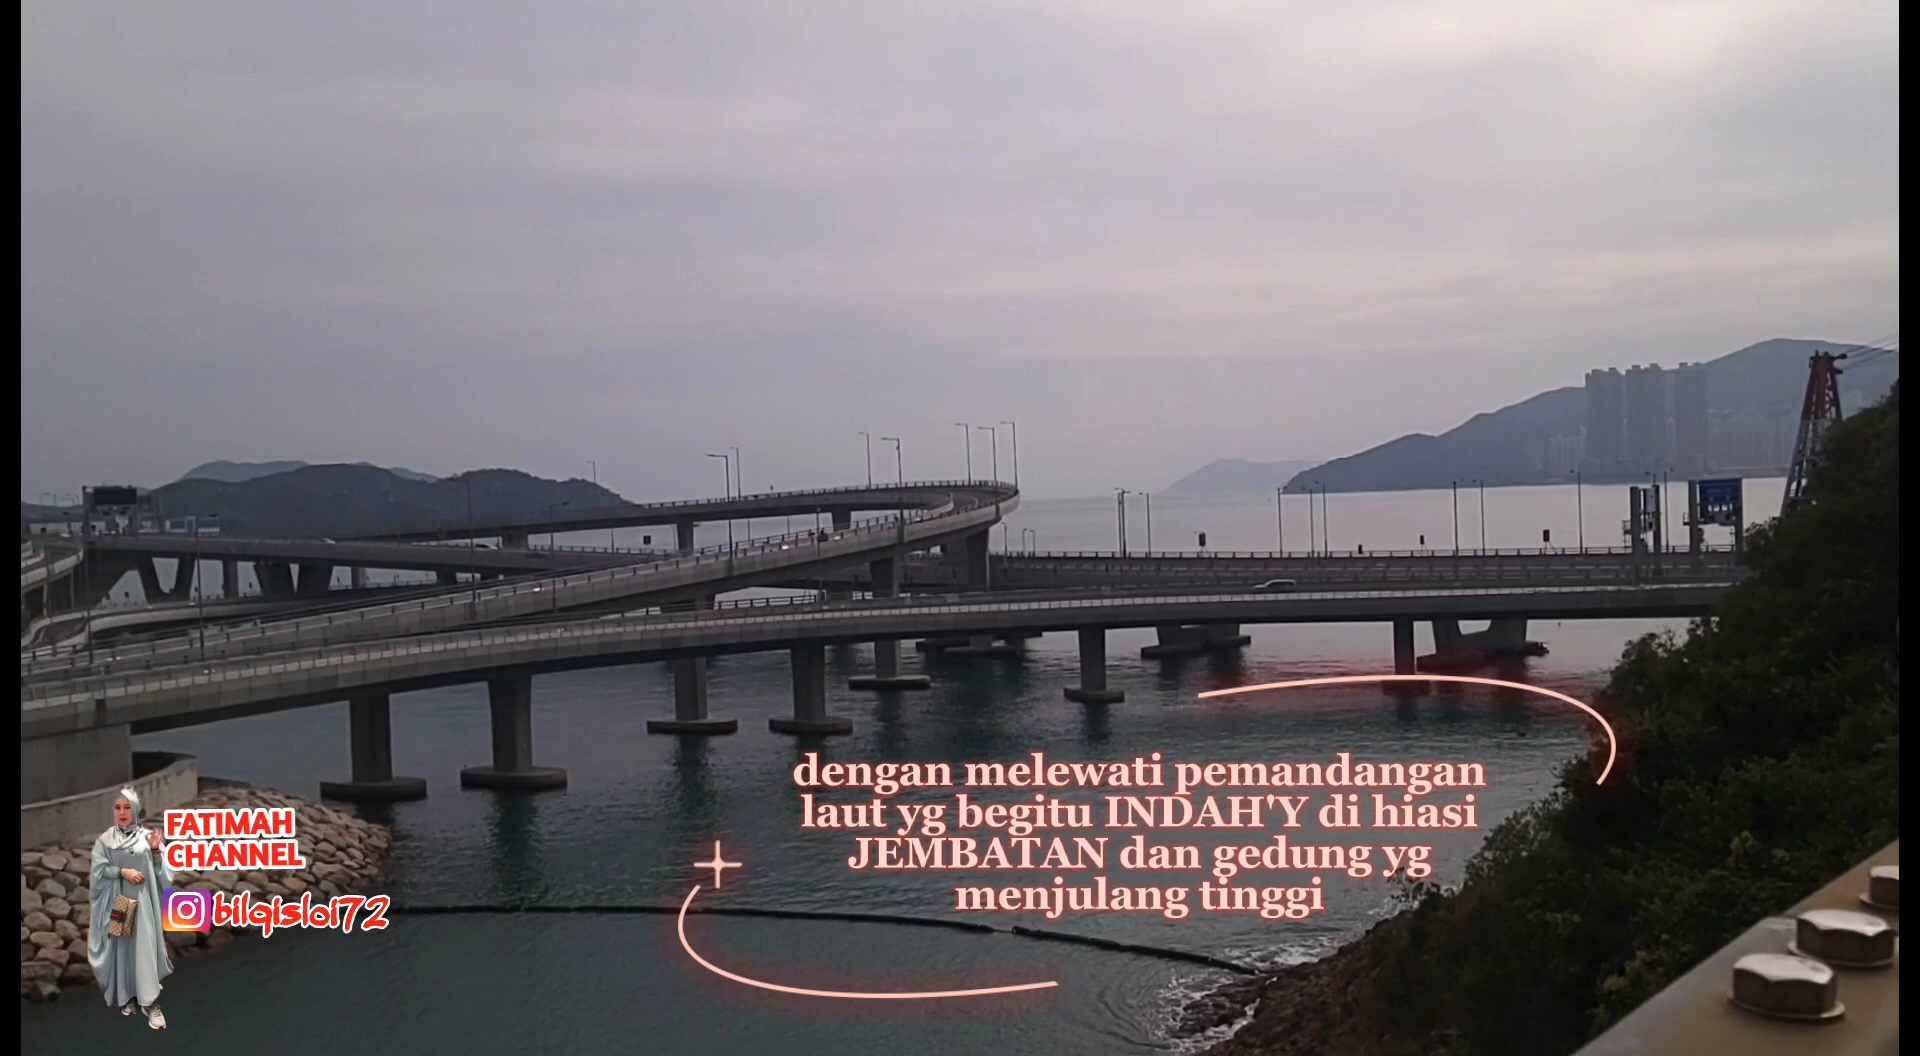 dengan melewati pemandangan
laut yg begitu INDAH'Y di hiasi
JEMBATAN dan gedung yg
menjulang tinggi
FATIMAH
CHANNEL
bilqisloi72